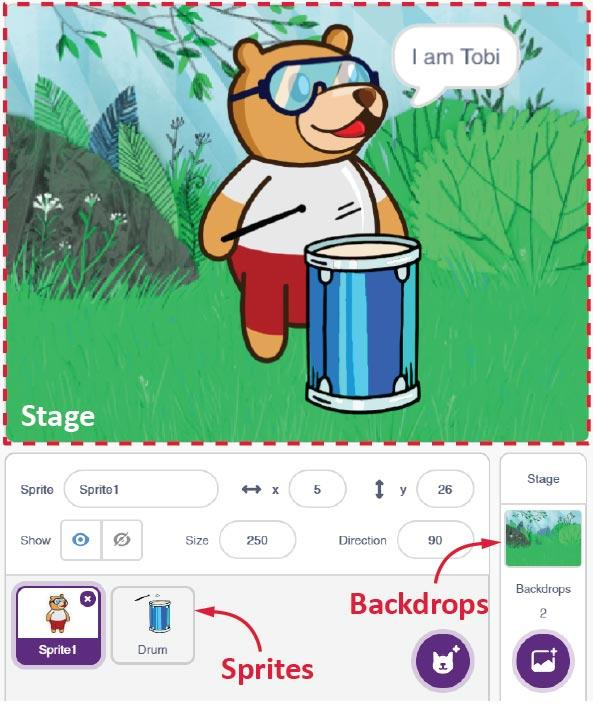 I am Tobi
Stage
Sprite Sprite1 x 5 y 26
Show Size 250 Direction 90
Stage
Backdrops
2
Backdrops
Sprite1 Drum
Sprites